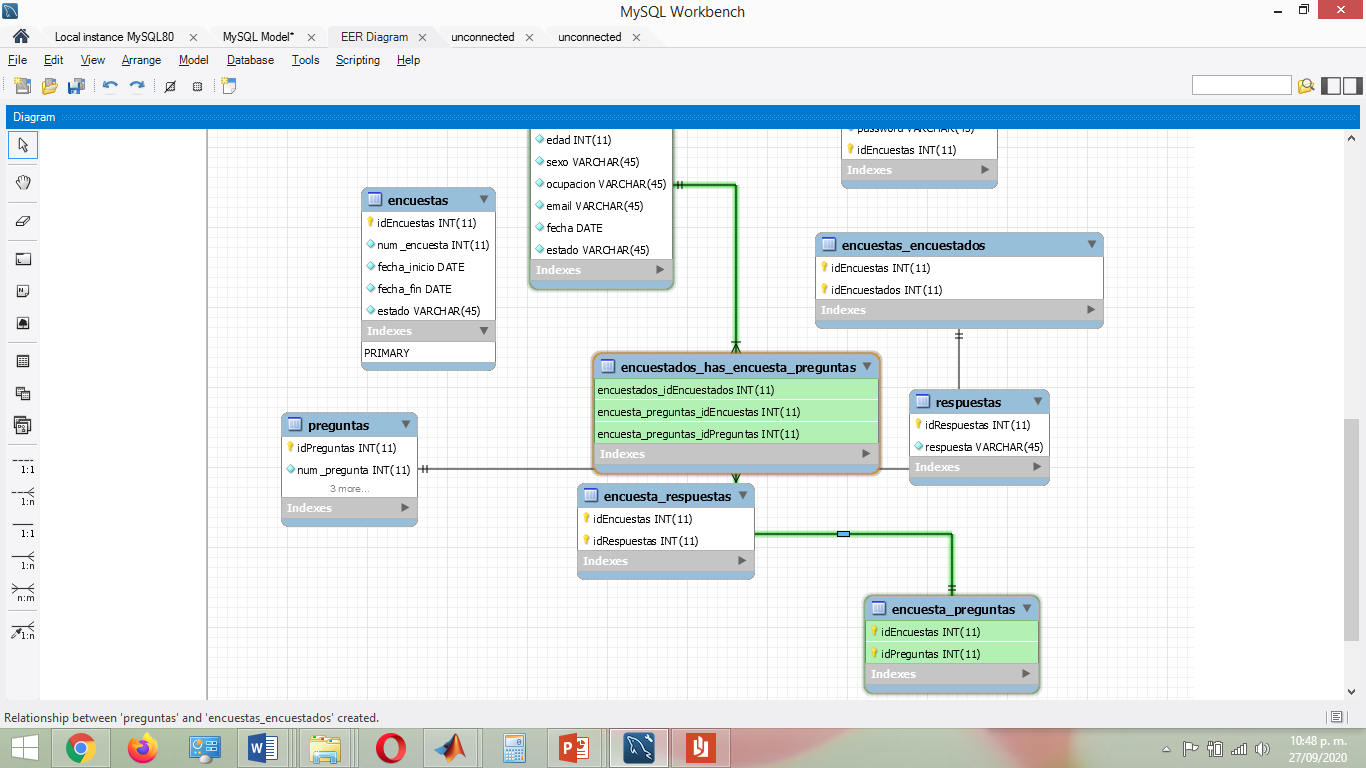 MySQL Workbench
Local instance MySQL80
MySQL Model*
EER Diagram
unconnected
unconnected
File Edit View Arrange Model Database Tools Scripting Help
Diagram
edad INT(11)
sexo VARCHAR(45)
ocupacion VARCHAR(45)
email VARCHAR(45)
fecha DATE
estado VARCHAR(45)
Indexes
password VARCHAR(45)
idEncuestas INT(11)
Indexes
encuestas
idEncuestas INT(11)
num_encuesta INT(11)
fecha_inicio DATE
fecha_fin DATE
estado VARCHAR(45)
Indexes
PRIMARY
encuestas_encuestados
idEncuestas INT(11)
idEncuestados INT(11)
Indexes
encuestados_has_encuesta_preguntas
encuestados_idEncuestados INT(11)
encuesta_preguntas_idEncuestas INT(11)
encuesta_preguntas_idPreguntas INT(11)
Indexes
respuestas
idRespuestas INT(11)
respuesta VARCHAR(45)
Indexes
preguntas
idPreguntas INT(11)
num_pregunta INT(11)
3 more...
Indexes
encuesta_respuestas
idEncuestas INT(11)
idRespuestas INT(11)
Indexes
encuesta_preguntas
idEncuestas INT(11)
idPreguntas INT(11)
Indexes
1:1
1:n
1:1
1:n
n:m
1:n
Relationship between 'preguntas' and 'encuestas_encuestados' created.
10:48 p. m.
27/09/2020